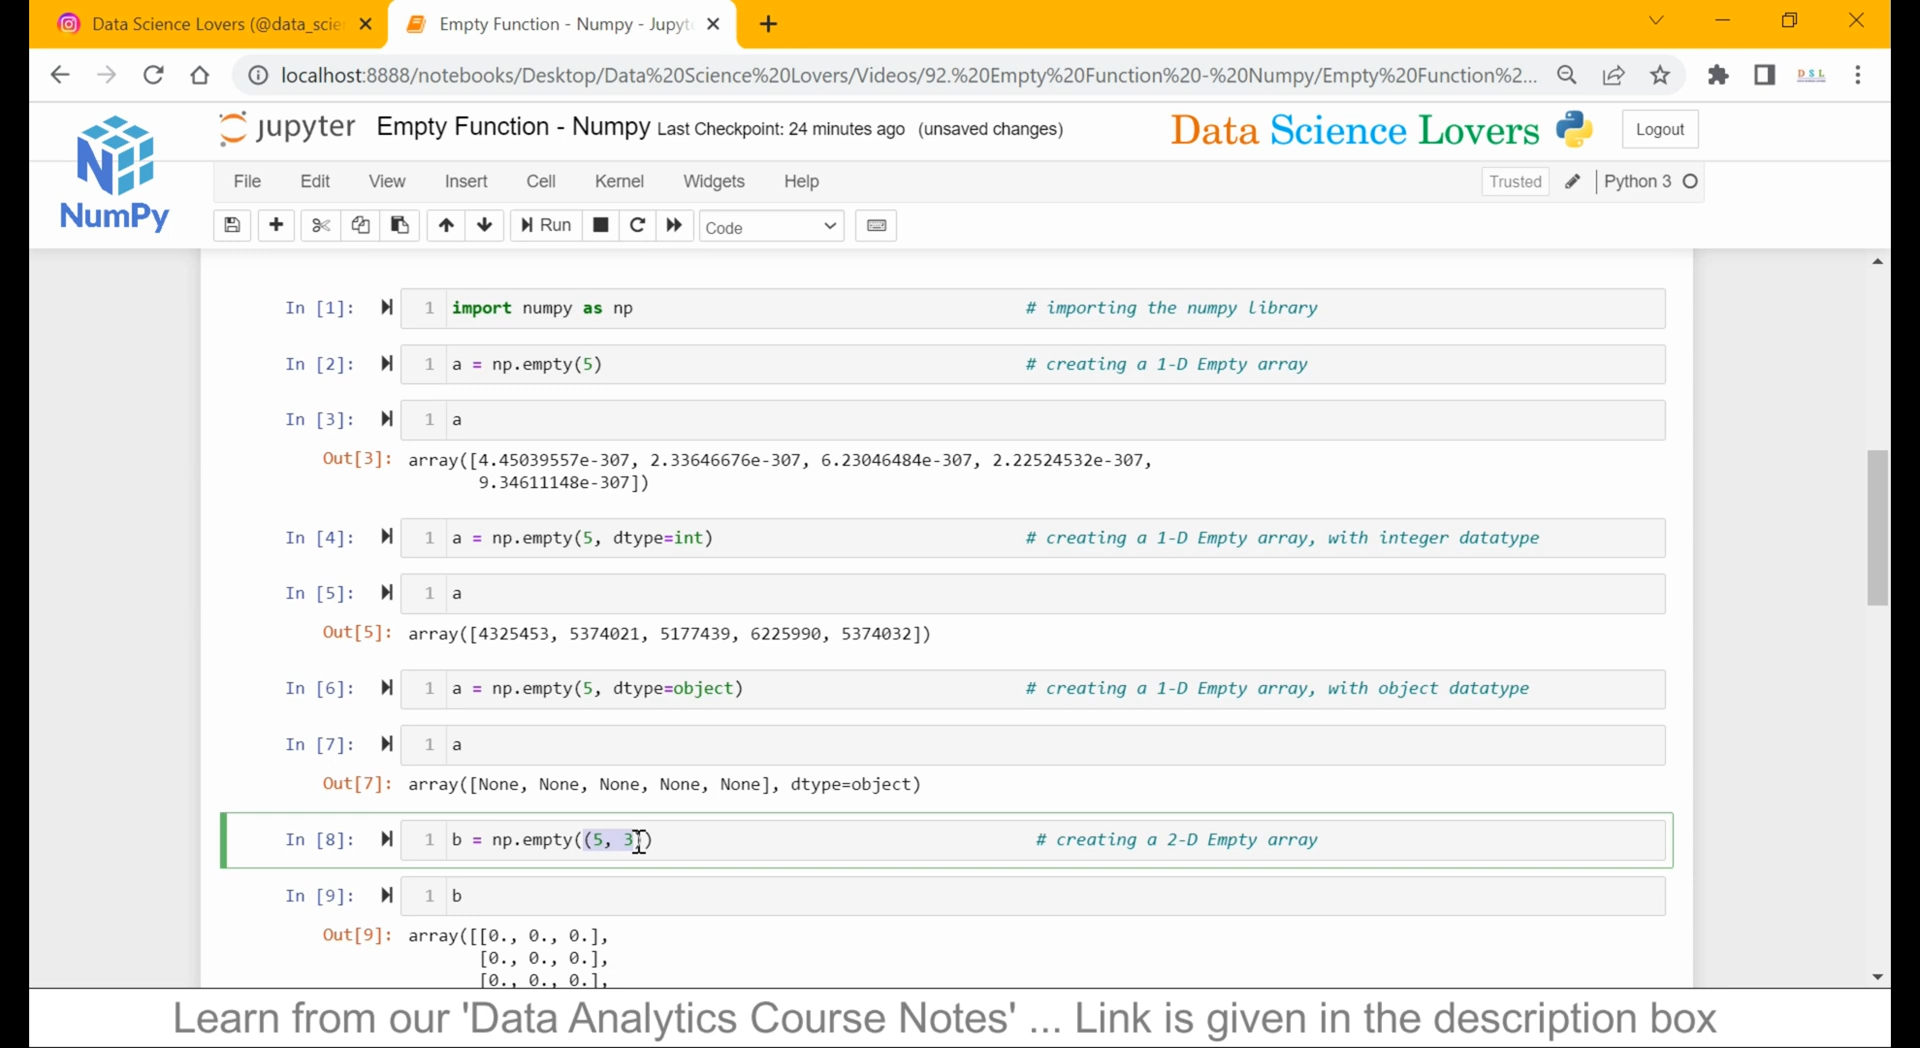 Data Science Lovers (@data_scie
Empty Function - Numpy - Jupyt
localhost:8888/notebooks/Desktop/Data%20Science%20Lovers/Videos/92.%20Empty%20Function%20-%20Numpy/Empty%20Function%2...
DSL
NumPy
jupyter Empty Function - Numpy Last Checkpoint: 24 minutes ago (unsaved changes)
Data Science Lovers
Logout
File Edit View Insert Cell Kernel Widgets Help
Trusted
Python 3
Run
Code
In [1]: 1 import numpy as np # importing the numpy library
In [2]: 1 a = np.empty(5) # creating a 1-D Empty array
In [3]: 1 a
Out[3]: array([4.45039557e-307, 2.33646676e-307, 6.23046484e-307, 2.22524532e-307,
9.34611148e-307])
In [4]: 1 a = np.empty(5, dtype=int) # creating a 1-D Empty array, with integer datatype
In [5]: 1 a
Out[5]: array([4325453, 5374021, 5177439, 6225990, 5374032])
In [6]: 1 a = np.empty(5, dtype=object) # creating a 1-D Empty array, with object datatype
In [7]: 1 a
Out[7]: array([None, None, None, None, None], dtype=object)
In [8]: 1 b = np.empty((5, 3)) # creating a 2-D Empty array
In [9]: 1 b
Out[9]: array([[0., 0., 0.],
[0., 0., 0.],
[0., 0., 0.],
Learn from our 'Data Analytics Course Notes' ... Link is given in the description box